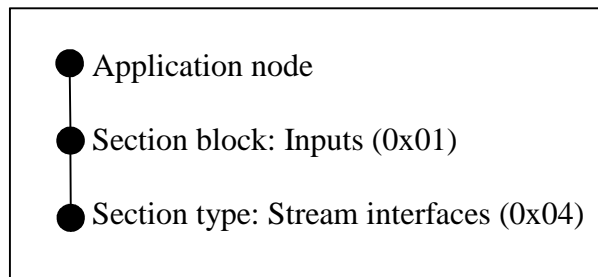 Application node
Section block: Inputs (0x01)
Section type: Stream interfaces (0x04)